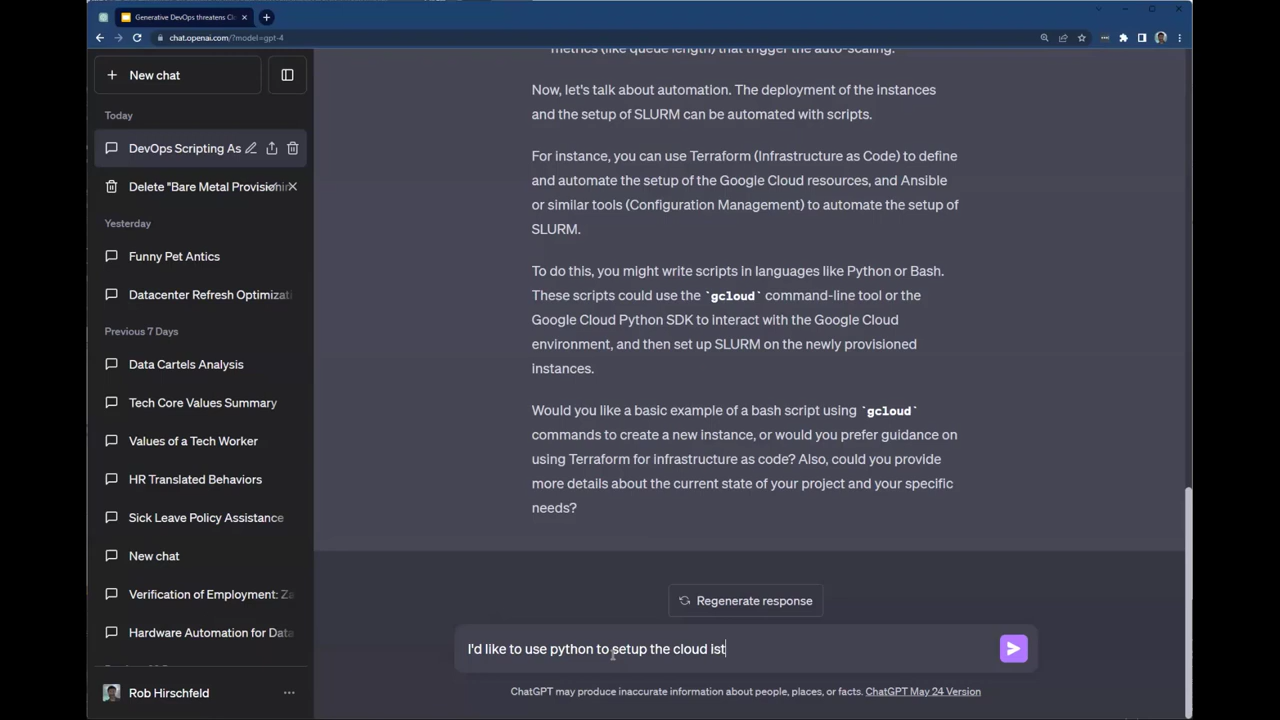 Generative DevOps threatens Cl
chat.openai.com/?model=gpt-4
New chat
Today
DevOps Scripting As
Delete "Bare Metal Provisi
Yesterday
Funny Pet Antics
Datacenter Refresh Optimizati
Previous 7 Days
Data Cartels Analysis
Tech Core Values Summary
Values of a Tech Worker
HR Translated Behaviors
Sick Leave Policy Assistance
New chat
Verification of Employment: Za
Hardware Automation for Data
Rob Hirschfeld
metrics (like queue length) that trigger the auto-scaling.
Now, let's talk about automation. The deployment of the instances
and the setup of SLURM can be automated with scripts.
For instance, you can use Terraform (Infrastructure as Code) to define
and automate the setup of the Google Cloud resources, and Ansible
or similar tools (Configuration Management) to automate the setup of
SLURM.
To do this, you might write scripts in languages like Python or Bash.
These scripts could use the `gcloud` command-line tool or the
Google Cloud Python SDK to interact with the Google Cloud
environment, and then set up SLURM on the newly provisioned
instances.
Would you like a basic example of a bash script using `gcloud`
commands to create a new instance, or would you prefer guidance on
using Terraform for infrastructure as code? Also, could you provide
more details about the current state of your project and your specific
needs?
Regenerate response
I'd like to use python to setup the cloud ist
ChatGPT may produce inaccurate information about people, places, or facts. ChatGPT May 24 Version